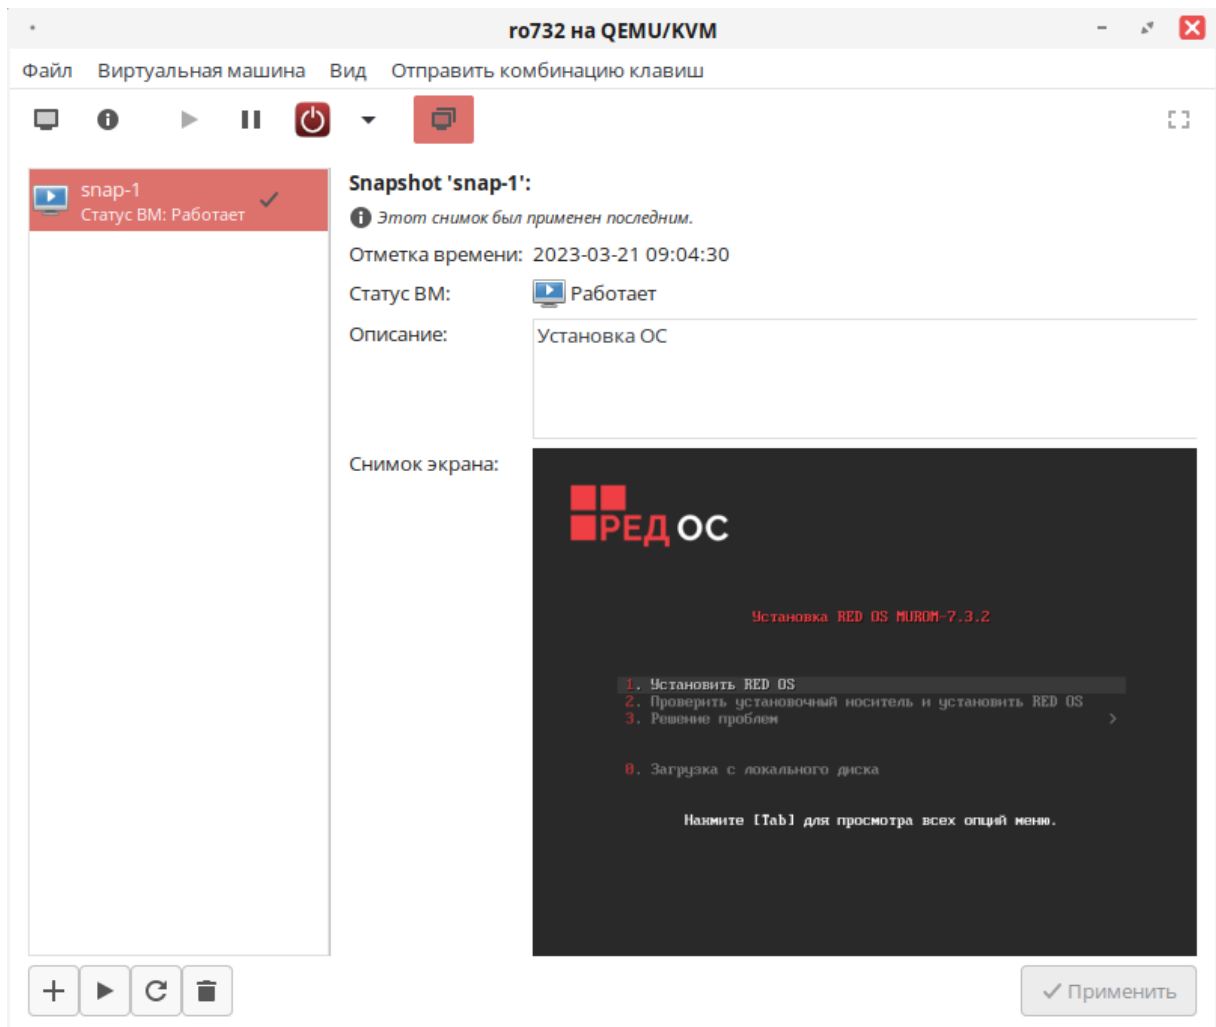 ro732 на QEMU/KVM
Файл Виртуальная машина Вид Отправить комбинацию клавиш
snap-1
Статус ВМ: Работает
Snapshot 'snap-1':
Этот снимок был применен последним.
Отметка времени: 2023-03-21 09:04:30
Статус ВМ: Работает
Описание: Установка ОС
Снимок экрана:
РЕД ОС
Установка RED OS MUROM-7.3.2
1. Установить RED OS
2. Проверить установочный носитель и установить RED OS
3. Решение проблем >
0. Загрузка с локального диска
Нажмите [Tab] для просмотра всех опций меню.
Применить